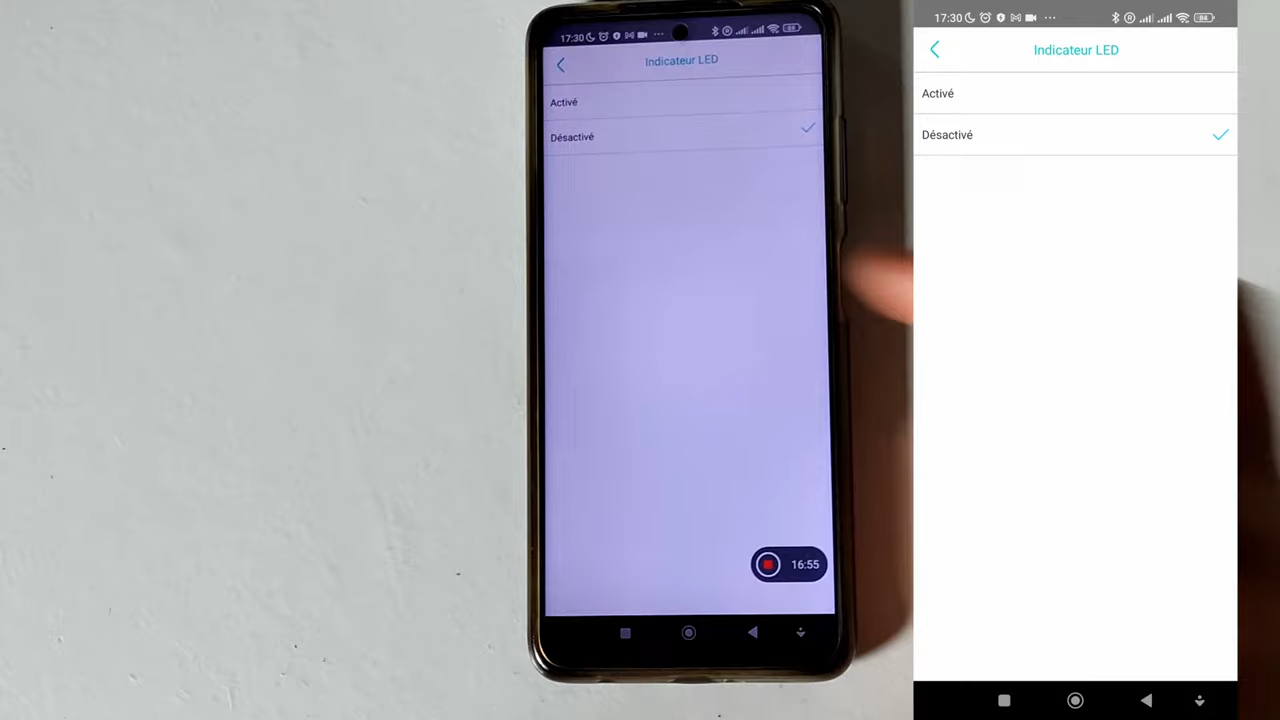 17:30
Indicateur LED
Activé
Désactivé
16:55
17:30
Indicateur LED
Activé
Désactivé